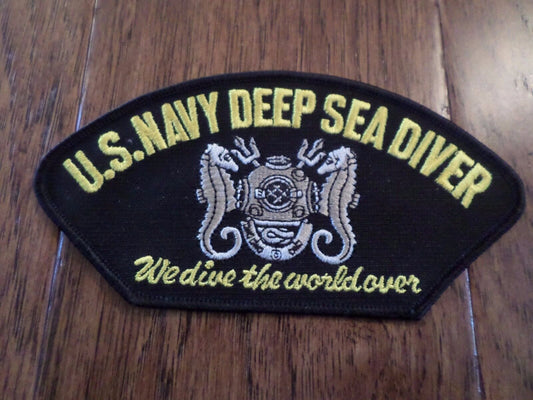 U.S. NAVY DEEP SEA DIVER
We dive the world over